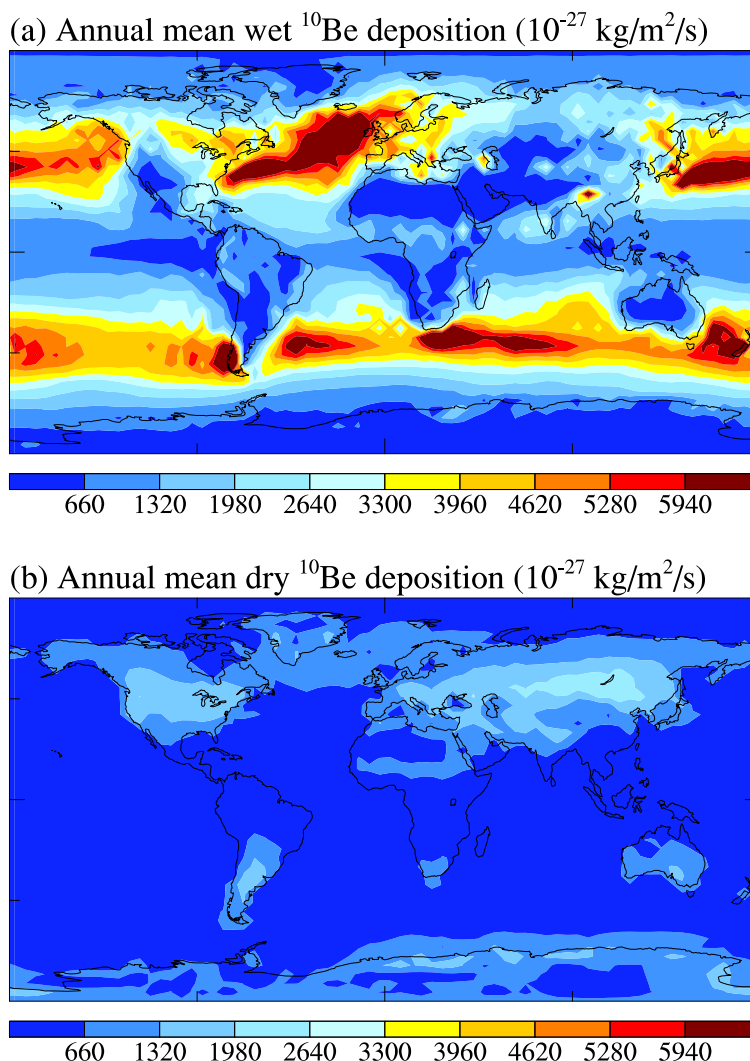 (a) Annual mean wet ¹⁰Be deposition (10⁻²⁷ kg/m²/s)
660 1320 1980 2640 3300 3960 4620 5280 5940
(b) Annual mean dry ¹⁰Be deposition (10⁻²⁷ kg/m²/s)
660 1320 1980 2640 3300 3960 4620 5280 5940